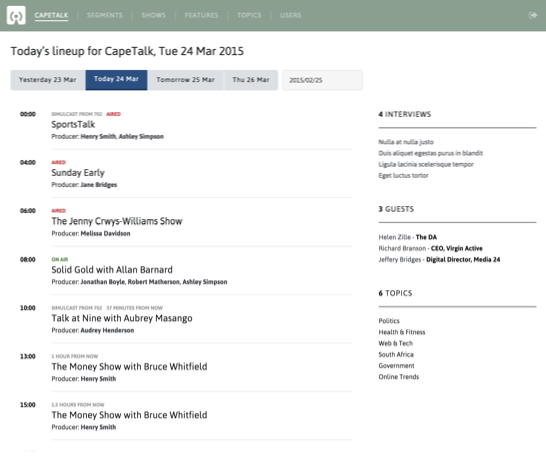 CAPETALK SEGMENTS SHOWS FEATURES TOPICS USERS
Today's lineup for CapeTalk, Tue 24 Mar 2015
Yesterday 23 Mar Today 24 Mar Tomorrow 25 Mar Thu 26 Mar 2015/02/25
00:00 SIMULCAST FROM 702 AIRED
SportsTalk
Producer: Henry Smith, Ashley Simpson
04:00 AIRED
Sunday Early
Producer: Jane Bridges
06:00 AIRED
The Jenny Crwys-Williams Show
Producer: Melissa Davidson
08:00 ON AIR
Solid Gold with Allan Barnard
Producer: Jonathan Boyle, Robert Matherson, Ashley Simpson
10:00 SIMULCAST FROM 702 37 MINUTES FROM NOW
Talk at Nine with Aubrey Masango
Producer: Audrey Henderson
13:00 1 HOUR FROM NOW
The Money Show with Bruce Whitfield
Producer: Henry Smith
15:00 3.5 HOURS FROM NOW
The Money Show with Bruce Whitfield
Producer: Henry Smith
4 INTERVIEWS
Nulla at nulla justo
Duis aliquet egestas purus in blandit
Ligula lacinia scelerisque tempor
Eget luctus tortor
3 GUESTS
Helen Zille - The DA
Richard Branson - CEO, Virgin Active
Jeffery Bridges - Digital Director, Media 24
6 TOPICS
Politics
Health & Fitness
Web & Tech
South Africa
Government
Online Trends